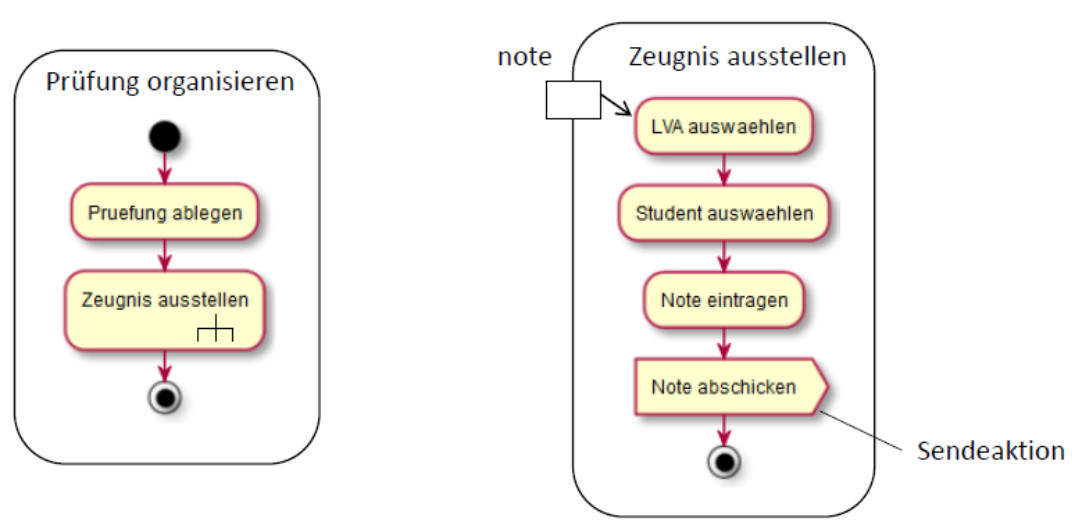 Prüfung organisieren
Pruefung ablegen
Zeugnis ausstellen
note
Zeugnis ausstellen
LVA auswaehlen
Student auswaehlen
Note eintragen
Note abschicken
Sendeaktion